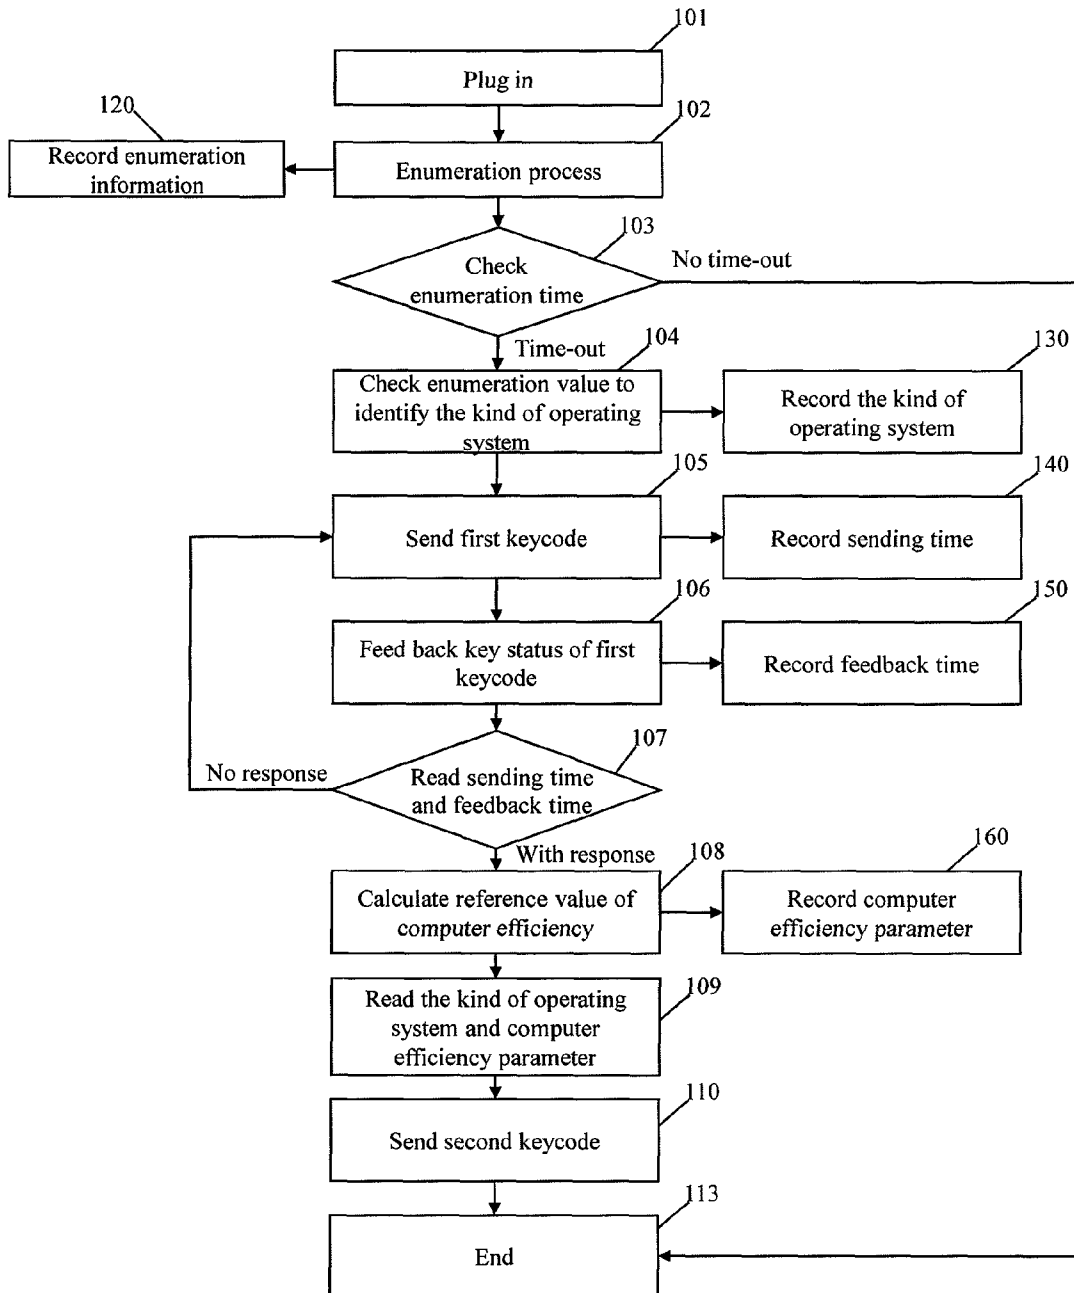 101
Plug in
120
102
Record enumeration
information
Enumeration process
103
Check
enumeration time
No time-out
Time-out
104
130
Check enumeration value to
identify the kind of operating
system
Record the kind of
operating system
105
140
Send first keycode
Record sending time
106
150
Feed back key status of first
keycode
Record feedback time
107
No response
Read sending time
and feedback time
With response
108
160
Calculate reference value of
computer efficiency
Record computer
efficiency parameter
109
Read the kind of operating
system and computer
efficiency parameter
110
Send second keycode
113
End